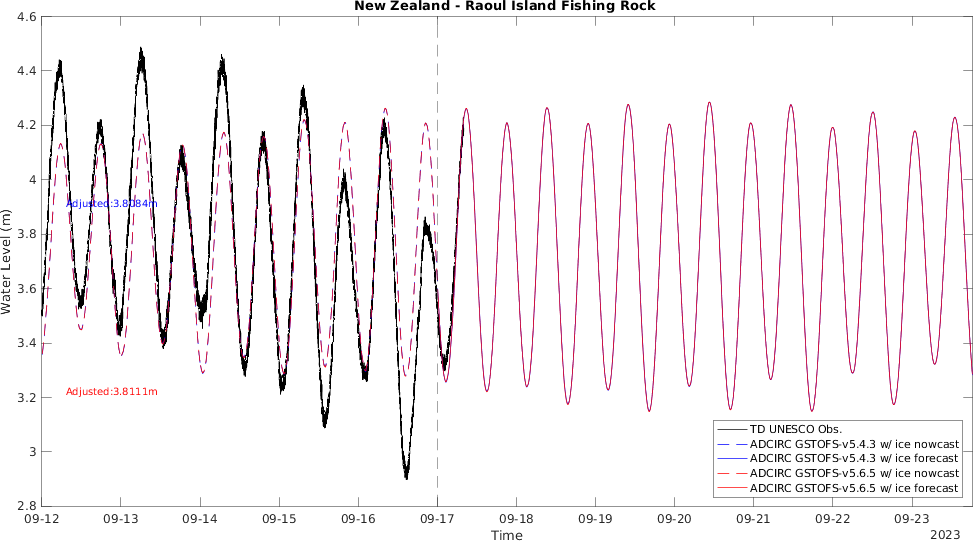 New Zealand - Raoul Island Fishing Rock
4.6
4.4
4.2
4
3.8
3.6
3.4
3.2
3
2.8
Water Level (m)
Adjusted:3.8084m
Adjusted:3.8111m
TD UNESCO Obs.
ADCIRC GSTOFS-v5.4.3 w/ ice nowcast
ADCIRC GSTOFS-v5.4.3 w/ ice forecast
ADCIRC GSTOFS-v5.6.5 w/ ice nowcast
ADCIRC GSTOFS-v5.6.5 w/ ice forecast
09-12 09-13 09-14 09-15 09-16 09-17 09-18 09-19 09-20 09-21 09-22 09-23
Time
2023